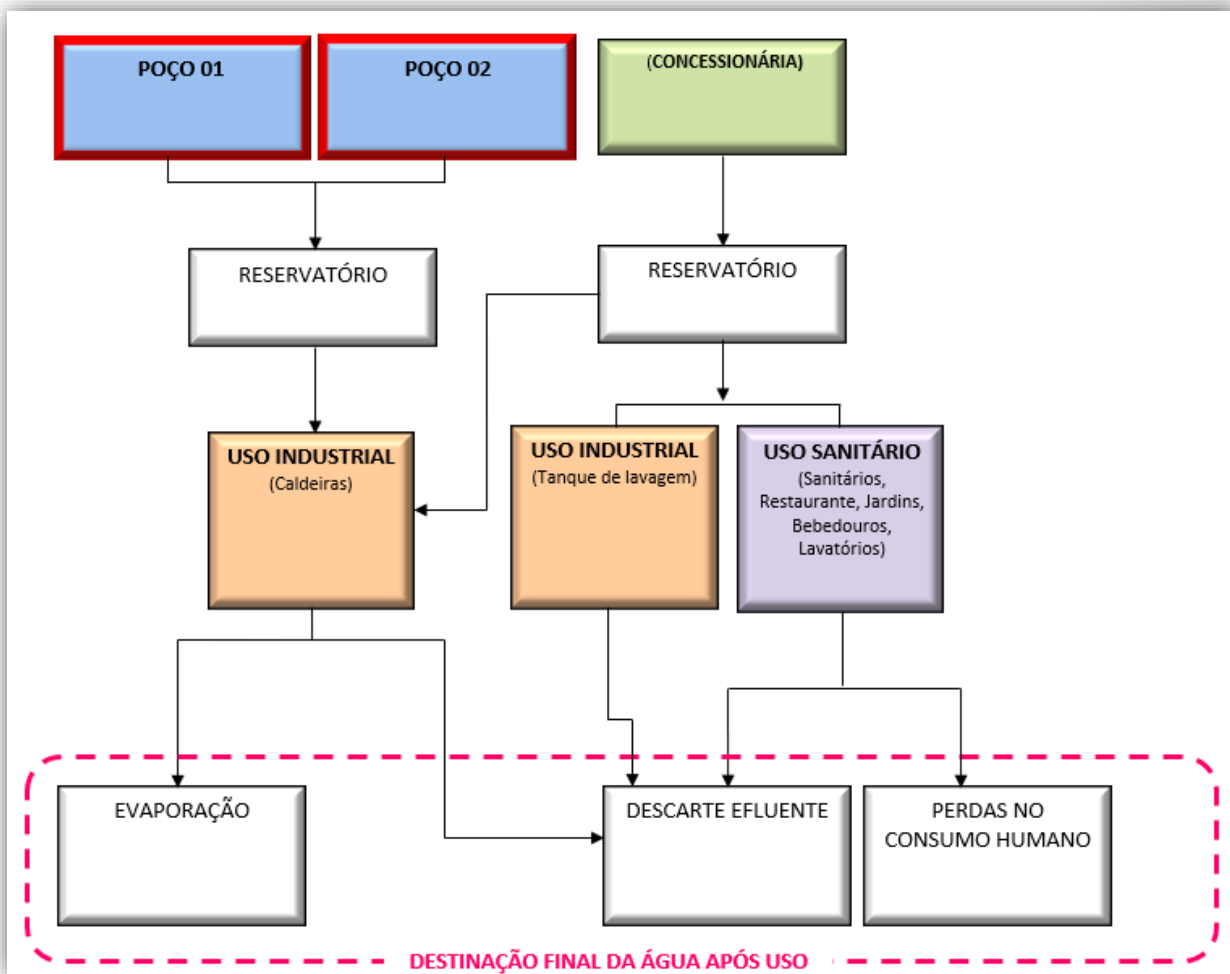 POÇO 01
POÇO 02
(CONCESSIONÁRIA)
RESERVATÓRIO
RESERVATÓRIO
USO INDUSTRIAL
(Caldeiras)
USO INDUSTRIAL
(Tanque de lavagem)
USO SANITÁRIO
(Sanitários,
Restaurante, Jardins,
Bebedouros,
Lavatórios)
EVAPORAÇÃO
DESCARTE EFLUENTE
PERDAS NO
CONSUMO HUMANO
DESTINAÇÃO FINAL DA ÁGUA APÓS USO